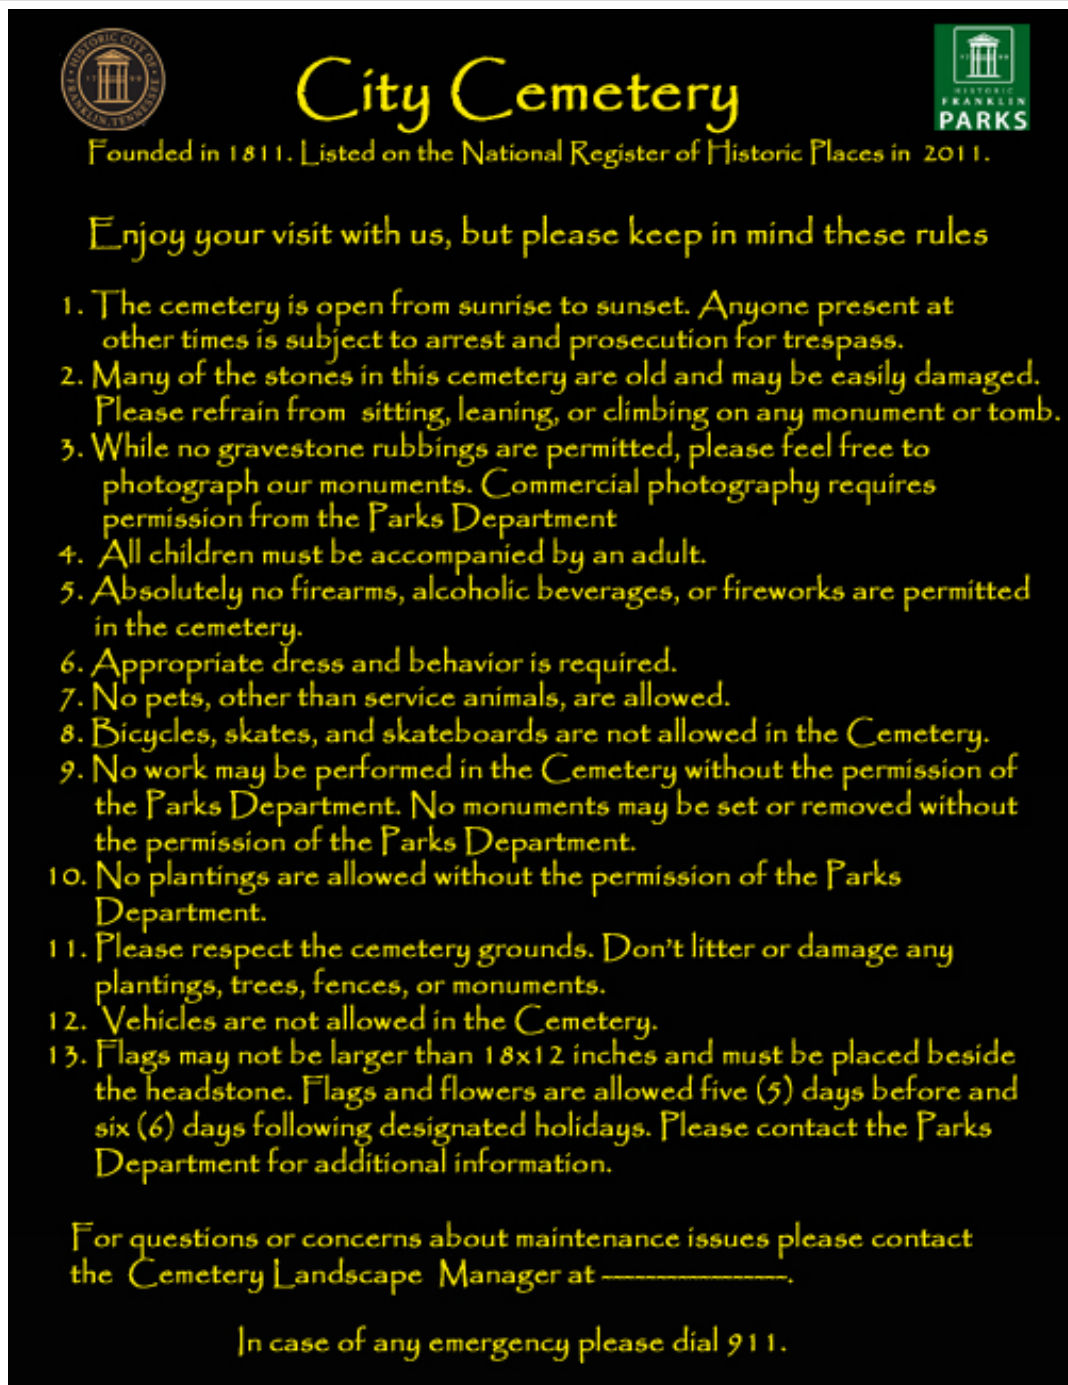 HISTORIC CITY OF
FRANKLIN, TENNESSEE
17 99
City Cemetery
HISTORIC
FRANKLIN
PARKS
Founded in 1811. Listed on the National Register of Historic Places in 2011.
Enjoy your visit with us, but please keep in mind these rules
1. The cemetery is open from sunrise to sunset. Anyone present at
other times is subject to arrest and prosecution for trespass.
2. Many of the stones in this cemetery are old and may be easily damaged.
Please refrain from sitting, leaning, or climbing on any monument or tomb.
3. While no gravestone rubbings are permitted, please feel free to
photograph our monuments. Commercial photography requires
permission from the Parks Department
4. All children must be accompanied by an adult.
5. Absolutely no firearms, alcoholic beverages, or fireworks are permitted
in the cemetery.
6. Appropriate dress and behavior is required.
7. No pets, other than service animals, are allowed.
8. Bicycles, skates, and skateboards are not allowed in the Cemetery.
9. No work may be performed in the Cemetery without the permission of
the Parks Department. No monuments may be set or removed without
the permission of the Parks Department.
10. No plantings are allowed without the permission of the Parks
Department.
11. Please respect the cemetery grounds. Don't litter or damage any
plantings, trees, fences, or monuments.
12. Vehicles are not allowed in the Cemetery.
13. Flags may not be larger than 18x12 inches and must be placed beside
the headstone. Flags and flowers are allowed five (5) days before and
six (6) days following designated holidays. Please contact the Parks
Department for additional information.
For questions or concerns about maintenance issues please contact
the Cemetery Landscape Manager at -----------------.
In case of any emergency please dial 911.